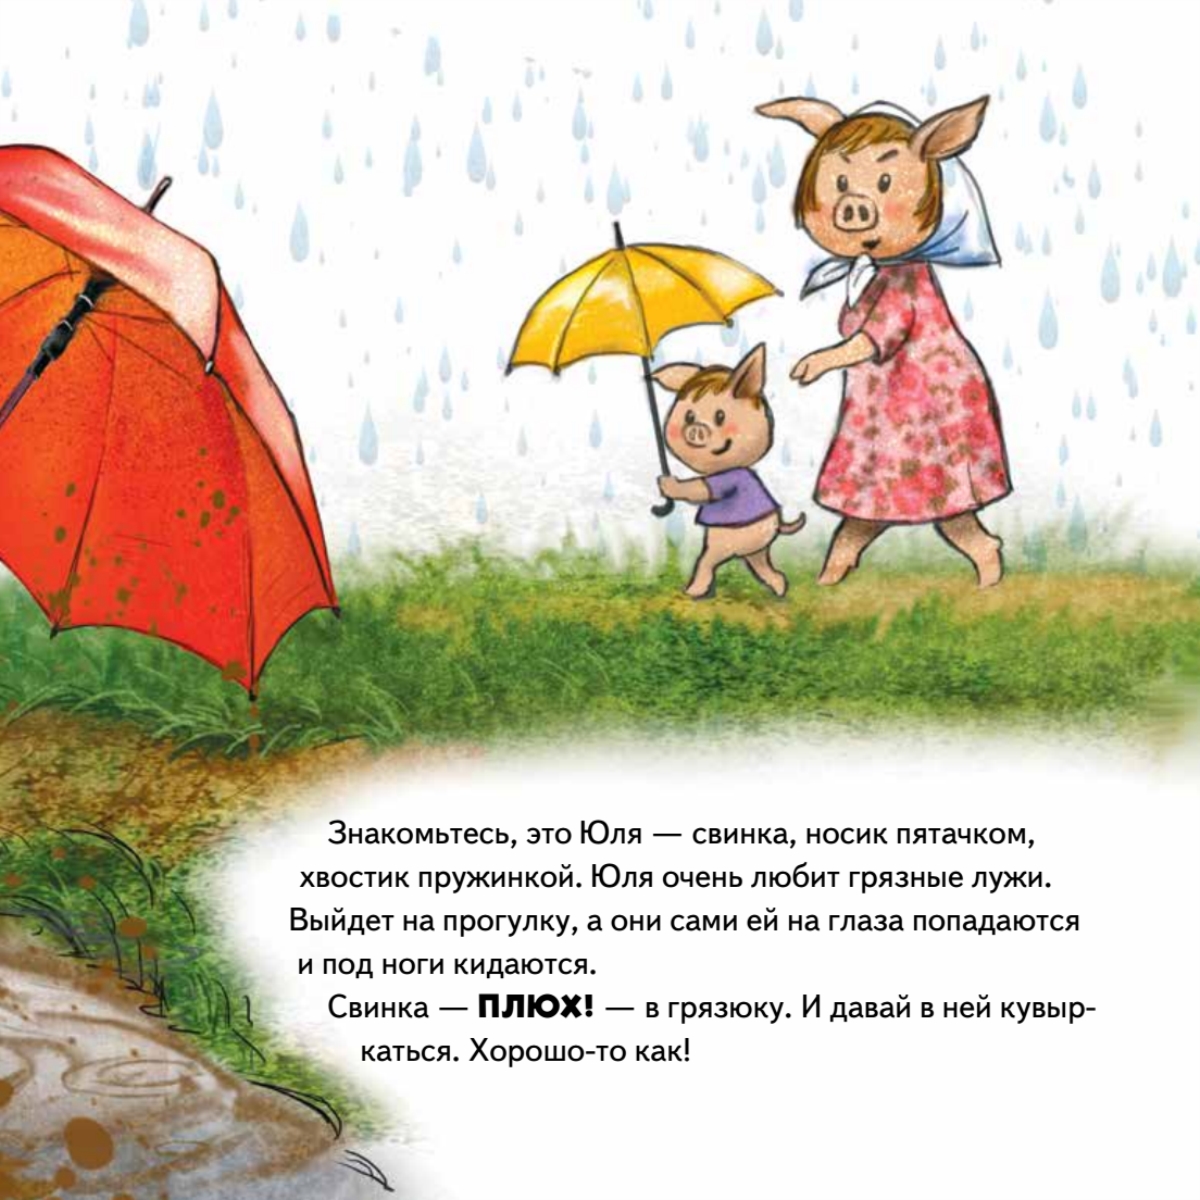 Знакомьтесь, это Юля — свинка, носик пятачком,
хвостик пружинкой. Юля очень любит грязные лужи.
Выйдет на прогулку, а они сами ей на глаза попадаются
и под ноги кидаются.
Свинка — ПЛЮХ! — в грязюку. И давай в ней кувыр-
каться. Хорошо-то как!